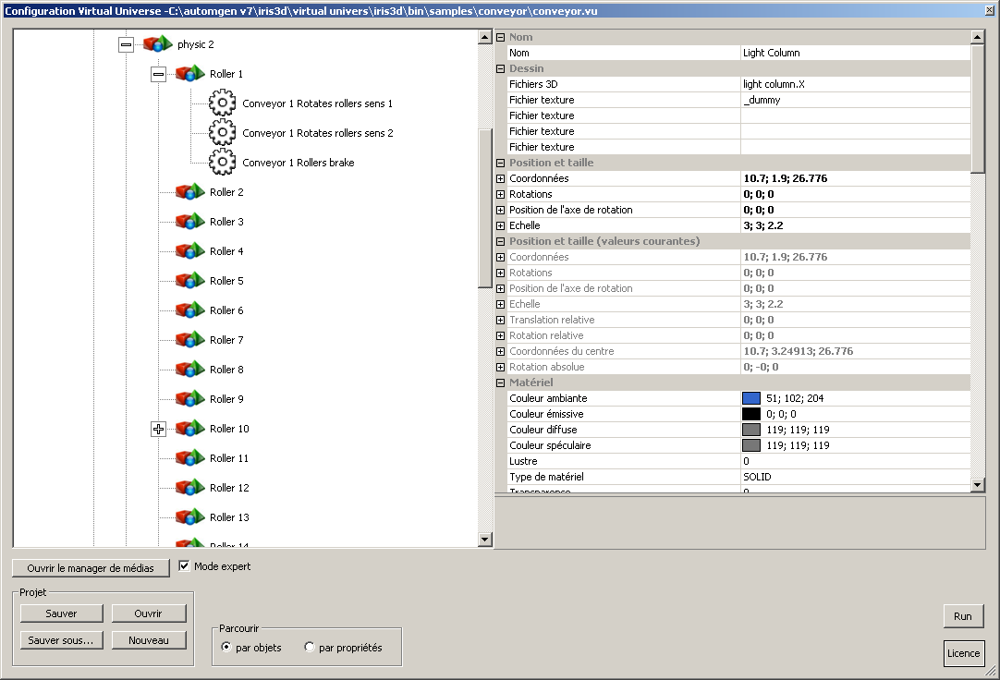 Configuration Virtual Universe -C:\automgen v7\iris3d\virtual univers\iris3d\bin\samples\conveyor\conveyor.vu
physic 2
Roller 1
Conveyor 1 Rotates rollers sens 1
Conveyor 1 Rotates rollers sens 2
Conveyor 1 Rollers brake
Roller 2
Roller 3
Roller 4
Roller 5
Roller 6
Roller 7
Roller 8
Roller 9
Roller 10
Roller 11
Roller 12
Roller 13
Roller 14
Nom
Nom Light Column
Dessin
Fichiers 3D light column.X
Fichier texture _dummy
Fichier texture
Fichier texture
Fichier texture
Position et taille
Coordonnées 10.7; 1.9; 26.776
Rotations 0; 0; 0
Position de l'axe de rotation 0; 0; 0
Echelle 3; 3; 2.2
Position et taille (valeurs courantes)
Coordonnées 10.7; 1.9; 26.776
Rotations 0; 0; 0
Position de l'axe de rotation 0; 0; 0
Echelle 3; 3; 2.2
Translation relative 0; 0; 0
Rotation relative 0; 0; 0
Coordonnées du centre 10.7; 3.24913; 26.776
Rotation absolue 0; -0; 0
Matériel
Couleur ambiante 51; 102; 204
Couleur émissive 0; 0; 0
Couleur diffuse 119; 119; 119
Couleur spéculaire 119; 119; 119
Lustre 0
Type de matériel SOLID
Transparence 0
Ouvrir le manager de médias
Mode expert
Projet
Sauver Ouvrir
Sauver sous... Nouveau
Parcourir
par objets par propriétés
Run
Licence